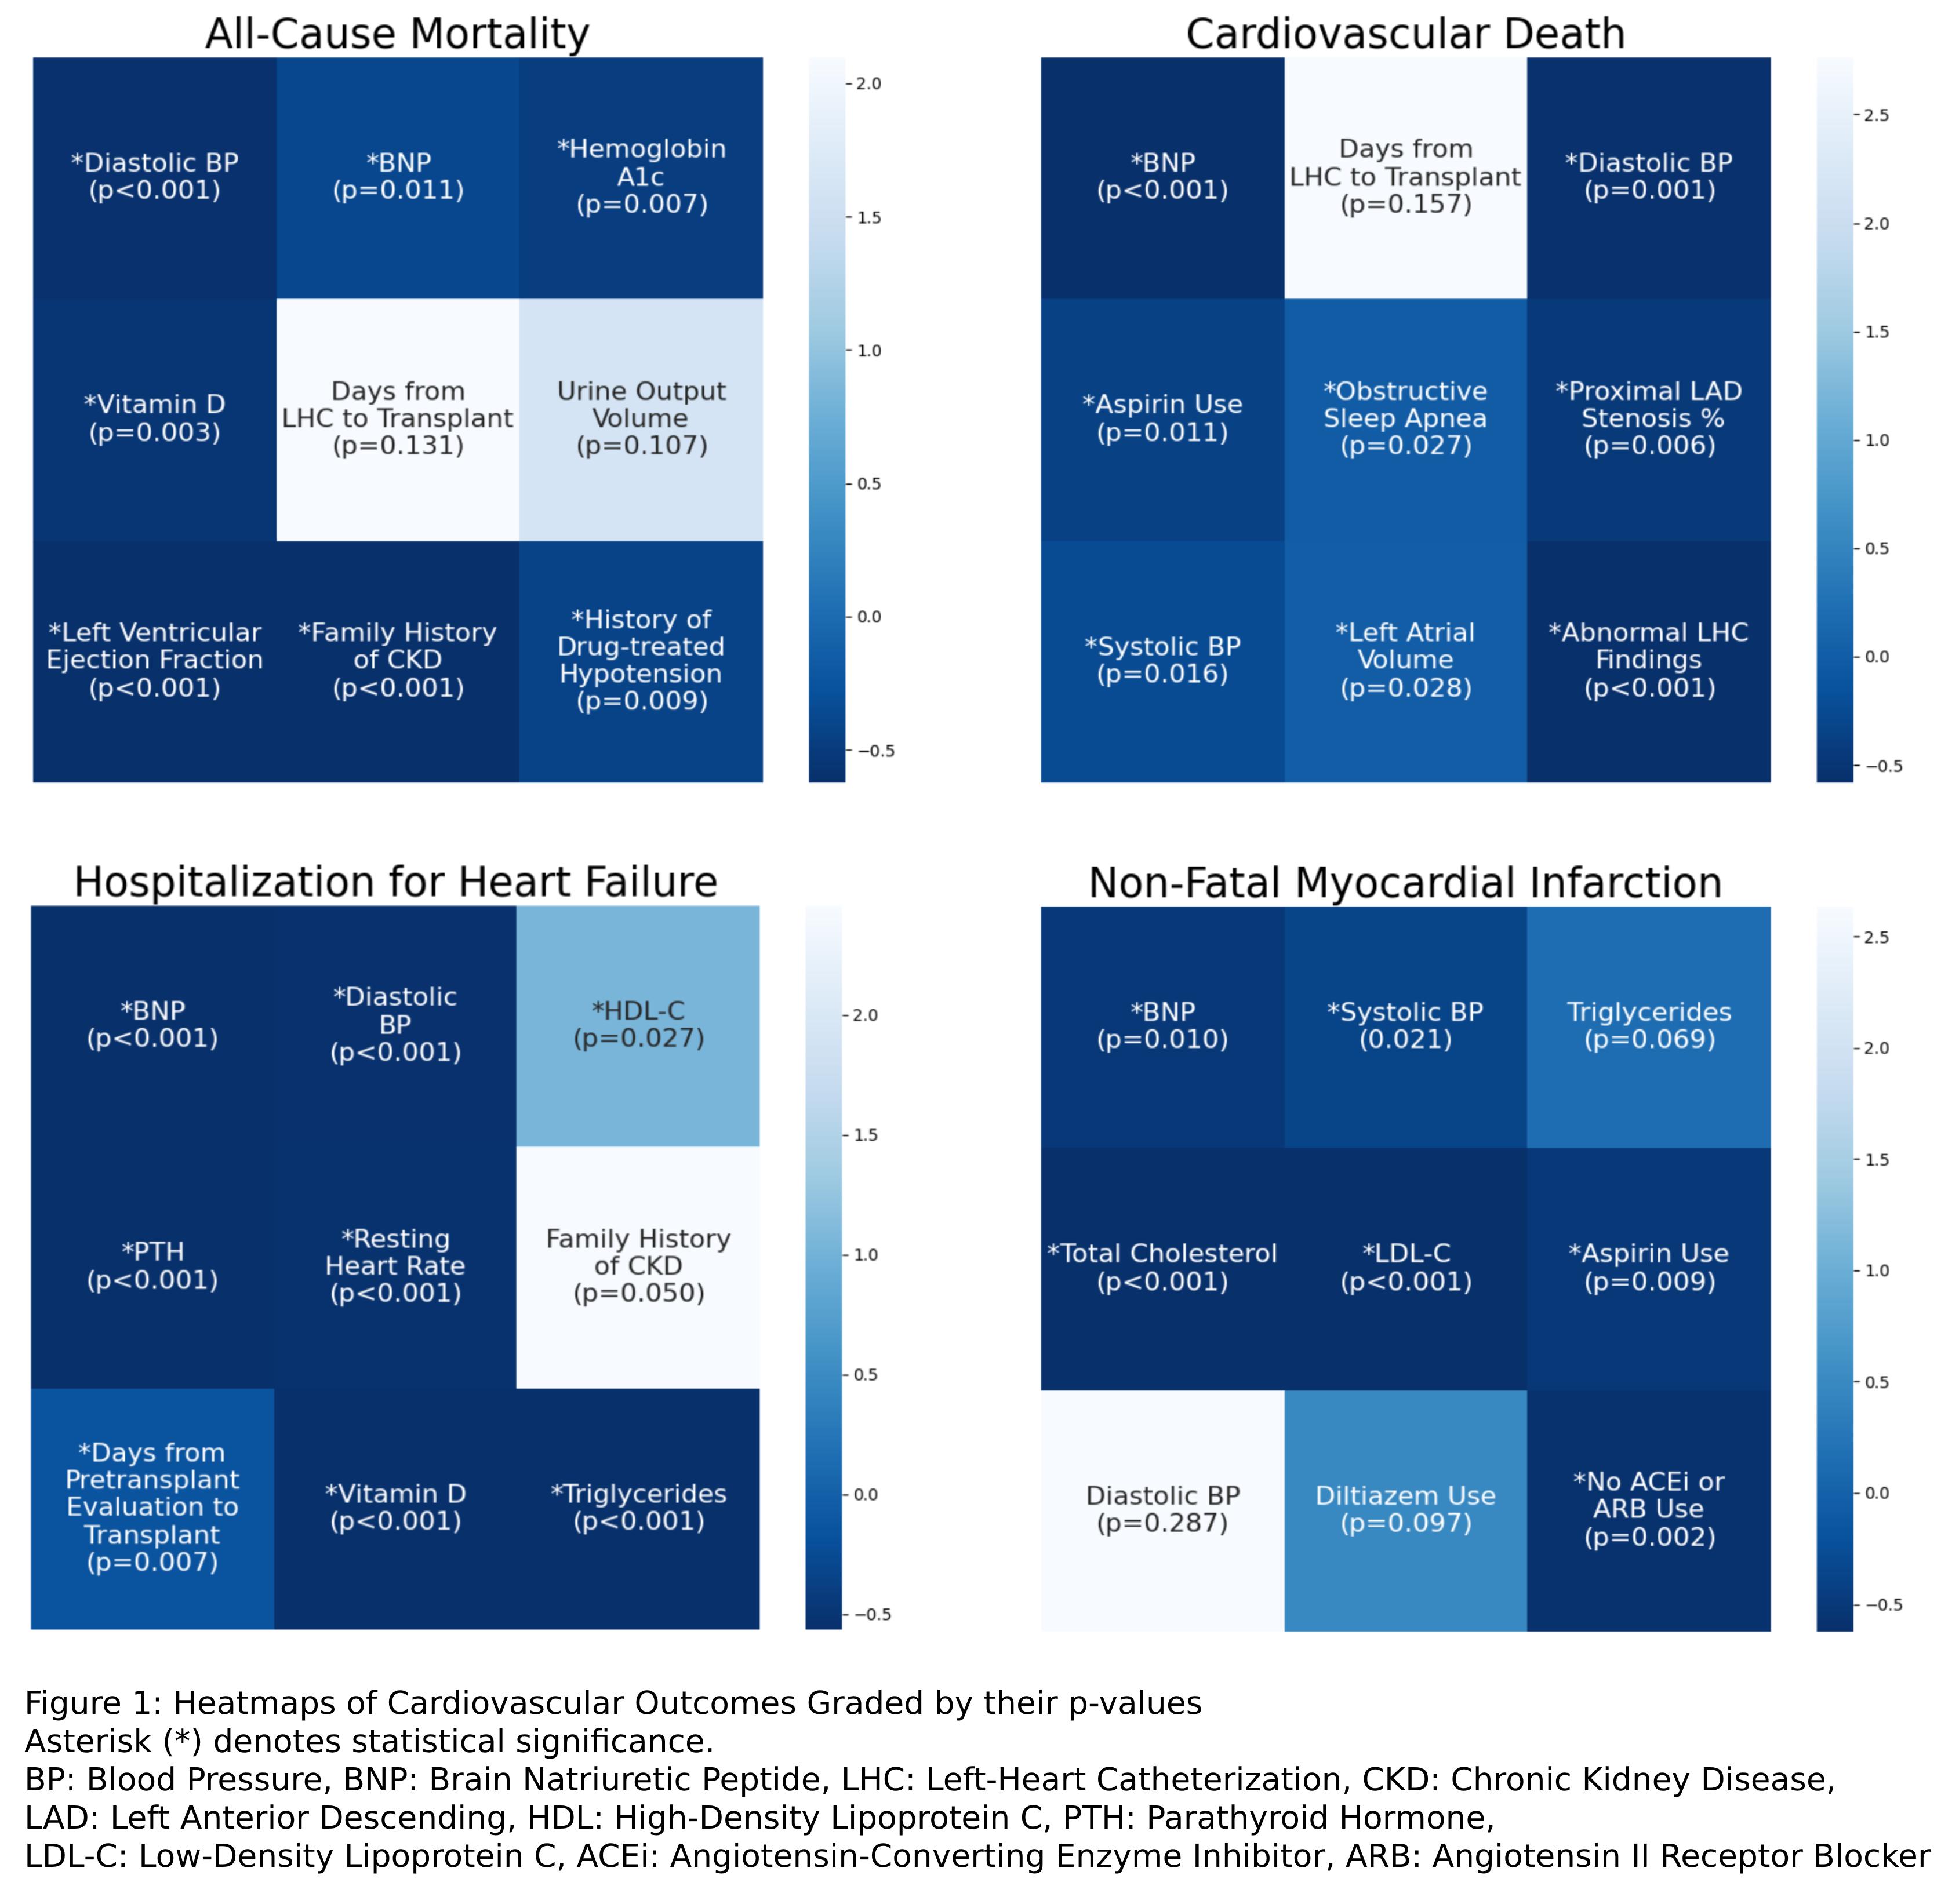 All-Cause Mortality
*Diastolic BP
(p<0.001)
*BNP
(p=0.011)
*Hemoglobin
A1c
(p=0.007)
*Vitamin D
(p=0.003)
Days from
LHC to Transplant
(p=0.131)
Urine Output
Volume
(p=0.107)
*Left Ventricular
Ejection Fraction
(p<0.001)
*Family History
of CKD
(p<0.001)
*History of
Drug-treated
Hypotension
(p=0.009)
2.0
1.5
1.0
0.5
0.0
−0.5
Cardiovascular Death
*BNP
(p<0.001)
Days from
LHC to Transplant
(p=0.157)
*Diastolic BP
(p=0.001)
*Aspirin Use
(p=0.011)
*Obstructive
Sleep Apnea
(p=0.027)
*Proximal LAD
Stenosis %
(p=0.006)
*Systolic BP
(p=0.016)
*Left Atrial
Volume
(p=0.028)
*Abnormal LHC
Findings
(p<0.001)
2.5
2.0
1.5
1.0
0.5
0.0
−0.5
Hospitalization for Heart Failure
*BNP
(p<0.001)
*Diastolic
BP
(p<0.001)
*HDL-C
(p=0.027)
*PTH
(p<0.001)
*Resting
Heart Rate
(p<0.001)
Family History
of CKD
(p=0.050)
*Days from
Pretransplant
Evaluation to
Transplant
(p=0.007)
*Vitamin D
(p<0.001)
*Triglycerides
(p<0.001)
2.0
1.5
1.0
0.5
0.0
−0.5
Non-Fatal Myocardial Infarction
*BNP
(p=0.010)
*Systolic BP
(0.021)
Triglycerides
(p=0.069)
*Total Cholesterol
(p<0.001)
*LDL-C
(p<0.001)
*Aspirin Use
(p=0.009)
Diastolic BP
(p=0.287)
Diltiazem Use
(p=0.097)
*No ACEi or
ARB Use
(p=0.002)
2.5
2.0
1.5
1.0
0.5
0.0
−0.5
Figure 1: Heatmaps of Cardiovascular Outcomes Graded by their p-values
Asterisk (*) denotes statistical significance.
BP: Blood Pressure, BNP: Brain Natriuretic Peptide, LHC: Left-Heart Catheterization, CKD: Chronic Kidney Disease,
LAD: Left Anterior Descending, HDL: High-Density Lipoprotein C, PTH: Parathyroid Hormone,
LDL-C: Low-Density Lipoprotein C, ACEi: Angiotensin-Converting Enzyme Inhibitor, ARB: Angiotensin II Receptor Blocker